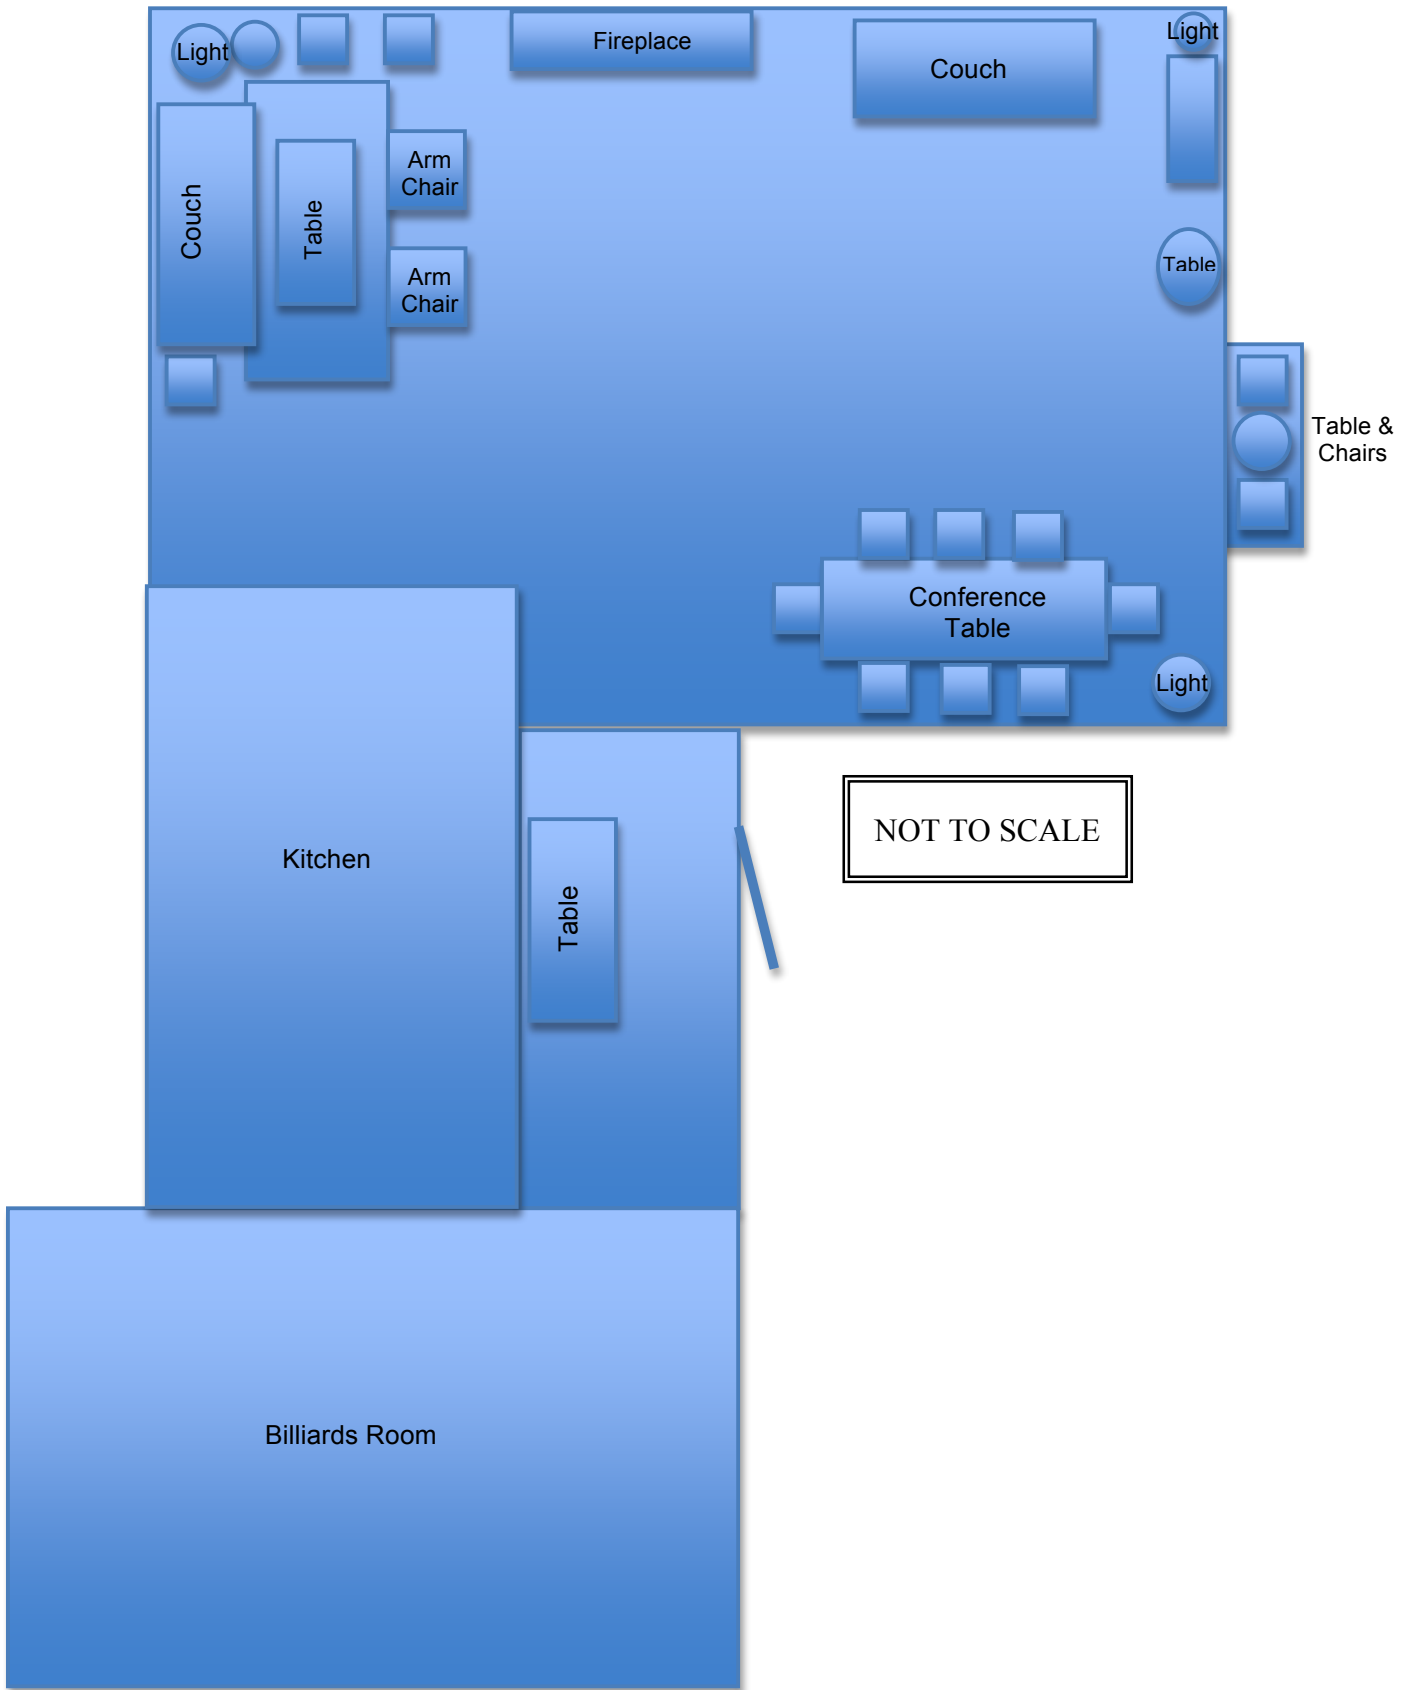 Light
Fireplace
Couch
Light
Arm
Chair
Couch
Table
Arm
Chair
Table
Table &
Chairs
Conference
Table
Light
NOT TO SCALE
Kitchen
Table
Billiards Room